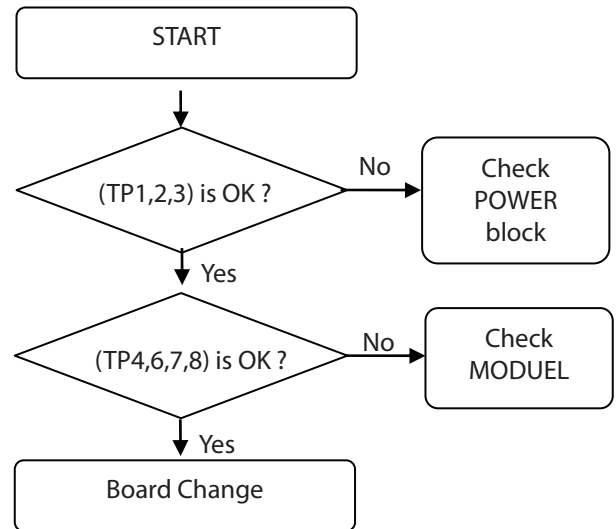 START
(TP1,2,3) is OK ?
No
Check
POWER
block
Yes
(TP4,6,7,8) is OK ?
No
Check
MODUEL
Yes
Board Change